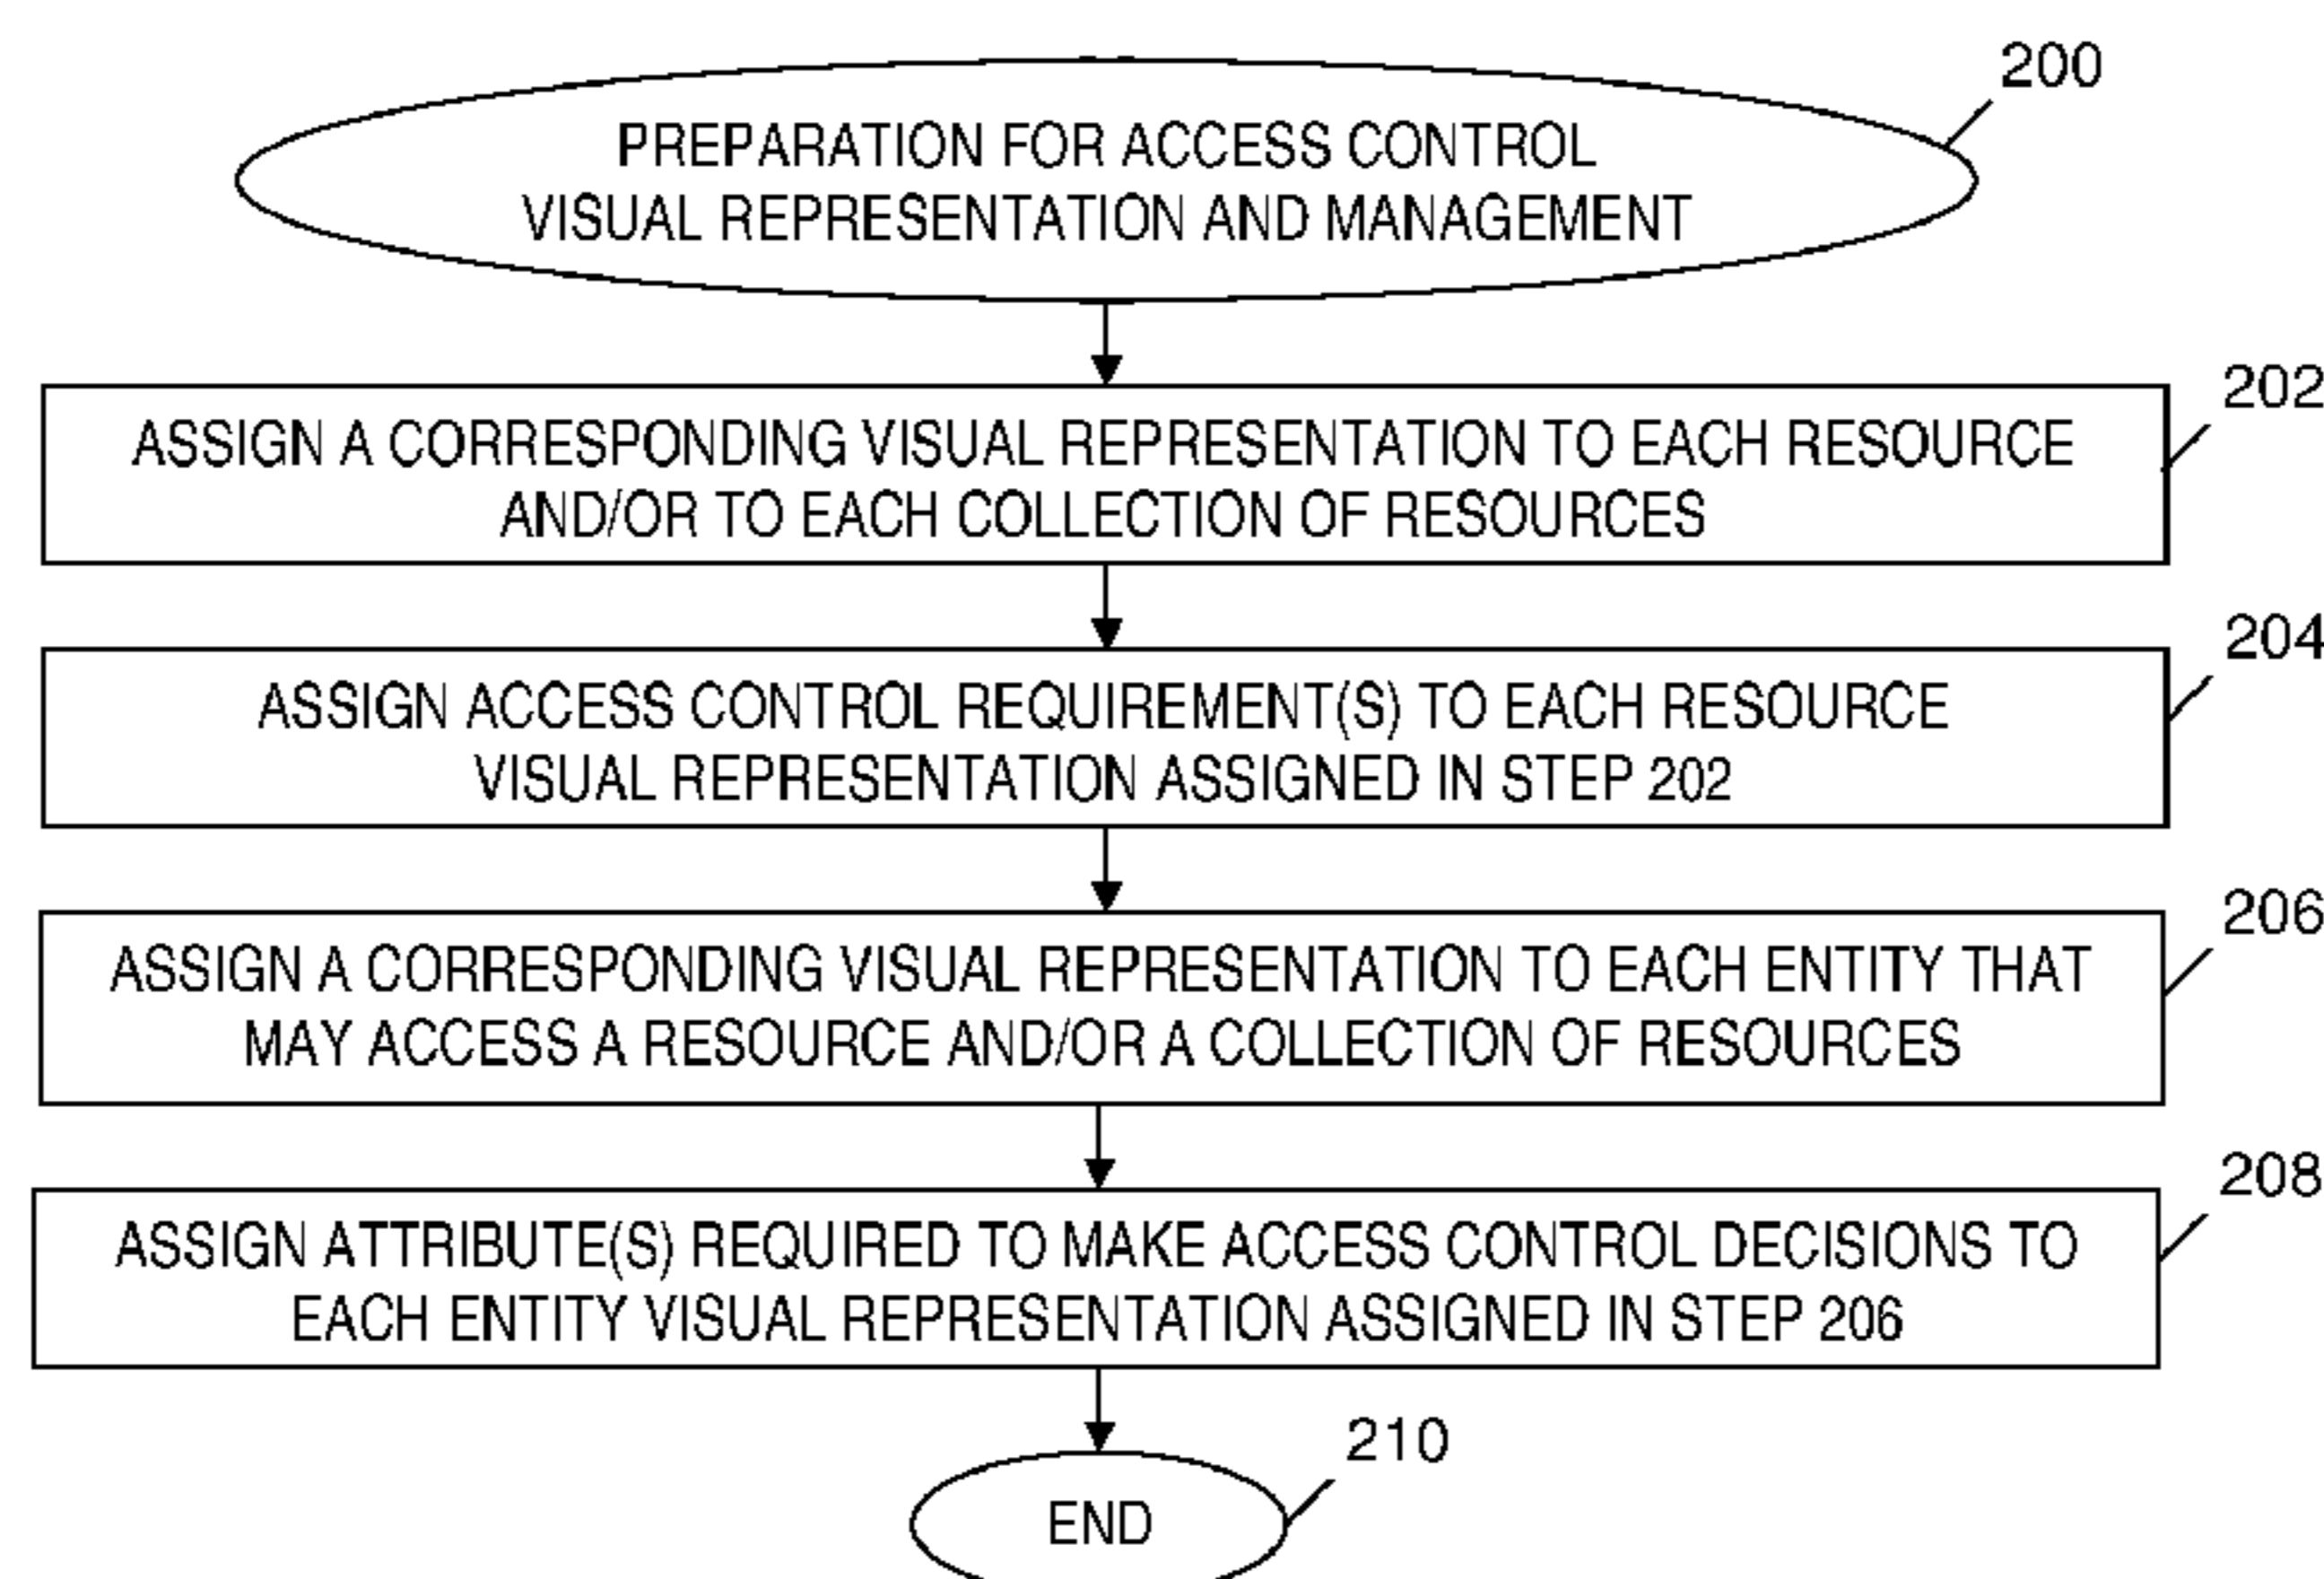 200
PREPARATION FOR ACCESS CONTROL
VISUAL REPRESENTATION AND MANAGEMENT
202
ASSIGN A CORRESPONDING VISUAL REPRESENTATION TO EACH RESOURCE
AND/OR TO EACH COLLECTION OF RESOURCES
204
ASSIGN ACCESS CONTROL REQUIREMENT(S) TO EACH RESOURCE
VISUAL REPRESENTATION ASSIGNED IN STEP 202
206
ASSIGN A CORRESPONDING VISUAL REPRESENTATION TO EACH ENTITY THAT
MAY ACCESS A RESOURCE AND/OR A COLLECTION OF RESOURCES
208
ASSIGN ATTRIBUTE(S) REQUIRED TO MAKE ACCESS CONTROL DECISIONS TO
EACH ENTITY VISUAL REPRESENTATION ASSIGNED IN STEP 206
210
END